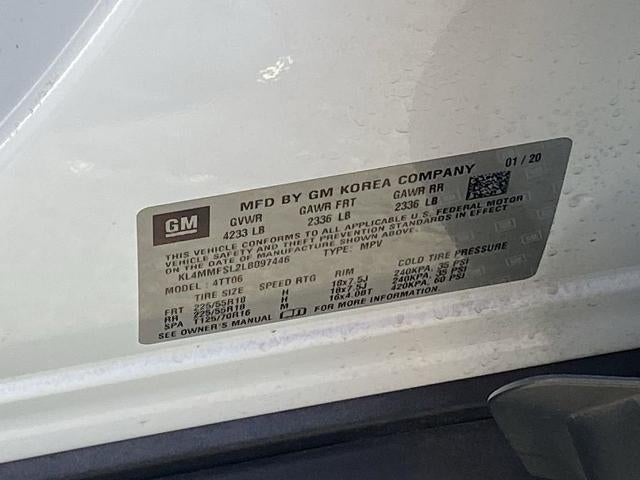 MFD BY GM KOREA COMPANY 01 / 20
GM
GVWR GAWR FRT GAWR RR
4233 LB 2336 LB 2336 LB
THIS VEHICLE CONFORMS TO ALL APPLICABLE U.S. FEDERAL MOTOR
VEHICLE SAFETY AND THEFT PREVENTION STANDARDS IN EFFECT
ON THE DATE OF MANUFACTURE SHOWN ABOVE.
KL4MMFSL2LB097446 TYPE: MPV
MODEL : 4TT06
TIRE SIZE SPEED RTG RIM COLD TIRE PRESSURE
FRT 225/55R18 H 18x7.5J 240KPA, 35 PSI
RR 225/55R18 H 18x7.5J 240KPA, 35 PSI
SPA T125/70R16 M 16x4.0BT 420KPA, 60 PSI
SEE OWNER'S MANUAL FOR MORE INFORMATION.